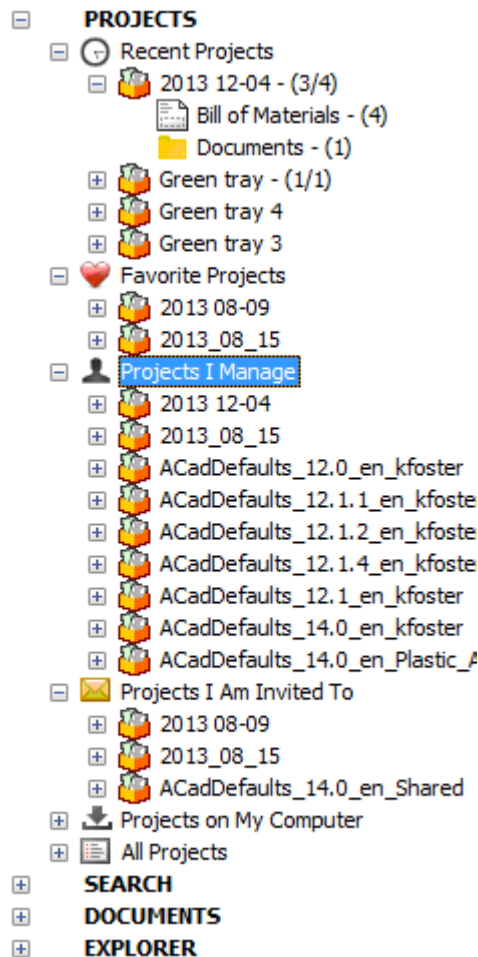 PROJECTS
Recent Projects
2013 12-04 - (3/4)
Bill of Materials - (4)
Documents - (1)
Green tray - (1/1)
Green tray 4
Green tray 3
Favorite Projects
2013 08-09
2013_08_15
Projects I Manage
2013 12-04
2013_08_15
ACadDefaults_12.0_en_kfoster
ACadDefaults_12.1.1_en_kfoster
ACadDefaults_12.1.2_en_kfoster
ACadDefaults_12.1.4_en_kfoster
ACadDefaults_12.1_en_kfoster
ACadDefaults_14.0_en_kfoster
ACadDefaults_14.0_en_Plastic_A
Projects I Am Invited To
2013 08-09
2013_08_15
ACadDefaults_14.0_en_Shared
Projects on My Computer
All Projects
SEARCH
DOCUMENTS
EXPLORER